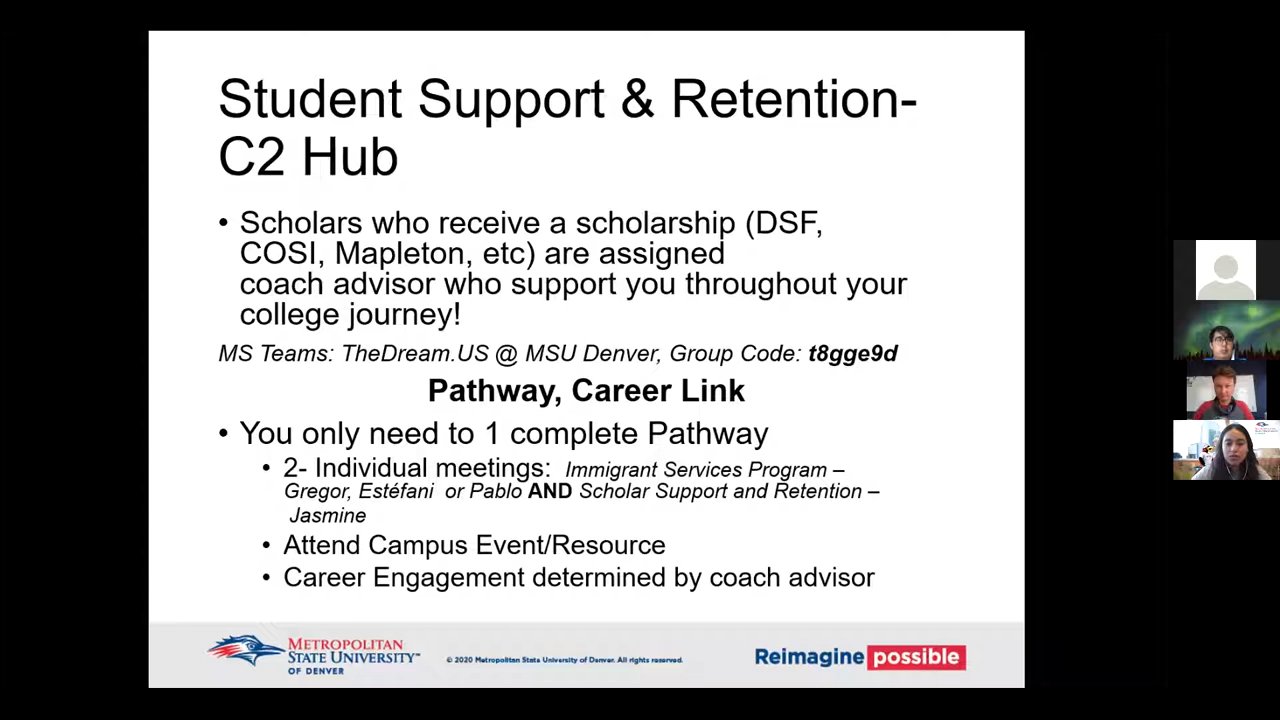 Student Support & Retention-
C2 Hub
• Scholars who receive a scholarship (DSF,
COSI, Mapleton, etc) are assigned
coach advisor who support you throughout your
college journey!
MS Teams: TheDream.US @ MSU Denver, Group Code: t8gge9d
Pathway, Career Link
• You only need to 1 complete Pathway
• 2- Individual meetings: Immigrant Services Program –
Gregor, Estéfani or Pablo AND Scholar Support and Retention –
Jasmine
• Attend Campus Event/Resource
• Career Engagement determined by coach advisor
METROPOLITAN
STATE UNIVERSITY™
OF DENVER
© 2020 Metropolitan State University of Denver. All rights reserved.
Reimagine possible